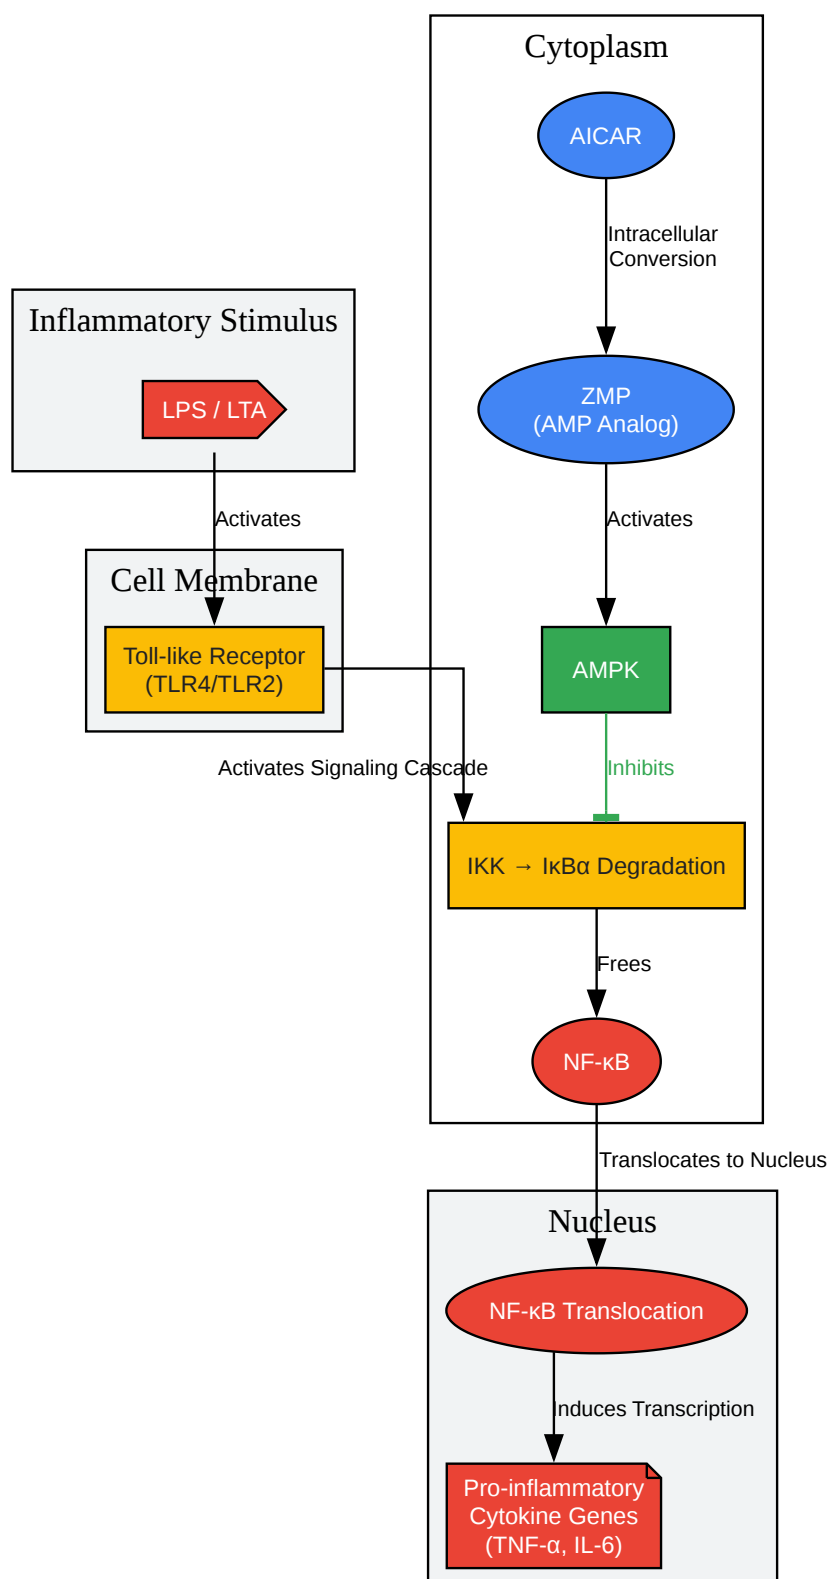 Cytoplasm
AICAR
Intracellular
Conversion
Inflammatory Stimulus
LPS / LTA
ZMP
(AMP Analog)
Activates
Activates
Cell Membrane
Toll-like Receptor
(TLR4/TLR2)
AMPK
Activates Signaling Cascade
Inhibits
IKK → IκBα Degradation
Frees
NF-κB
Translocates to Nucleus
Nucleus
NF-κB Translocation
Induces Transcription
Pro-inflammatory
Cytokine Genes
(TNF-α, IL-6)